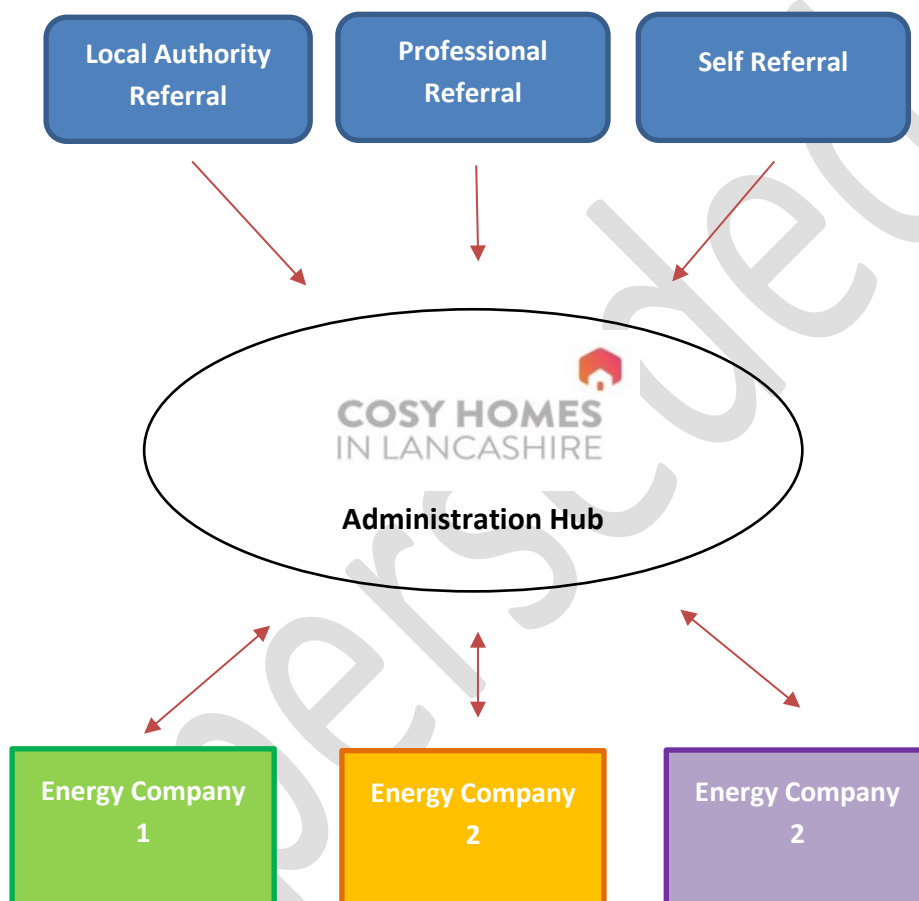 Local Authority
Referral
Professional
Referral
Self Referral
COSY HOMES
IN LANCASHIRE
Administration Hub
Energy Company
1
Energy Company
2
Energy Company
2